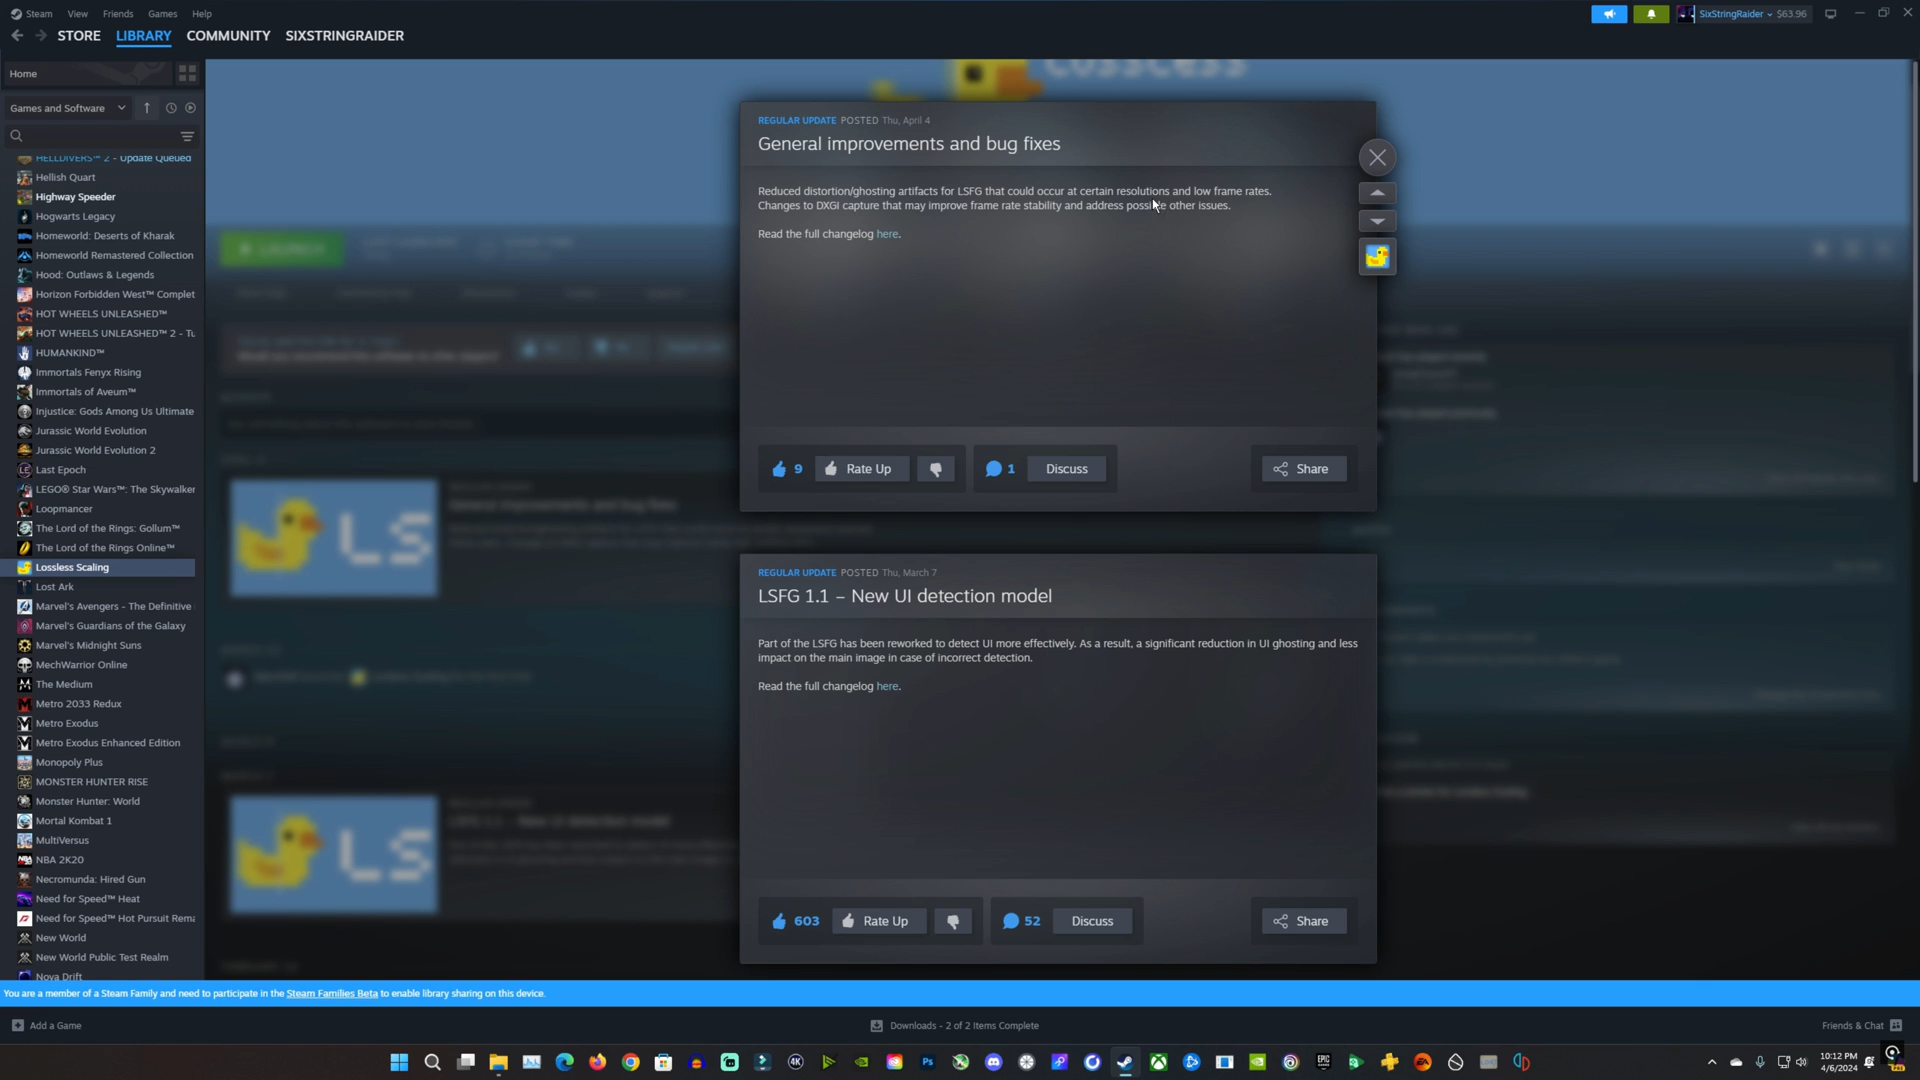 Steam View Friends Games Help
SixStringRaider $63.96
STORE LIBRARY COMMUNITY SIXSTRINGRAIDER
Home
Games and Software
HELLDIVERS™ 2 - Update Queued
Hellish Quart
Highway Speeder
Hogwarts Legacy
Homeworld: Deserts of Kharak
Homeworld Remastered Collection
Hood: Outlaws & Legends
Horizon Forbidden West™ Complet
HOT WHEELS UNLEASHED™
HOT WHEELS UNLEASHED™ 2 - Tu
HUMANKIND™
Immortals Fenyx Rising
Immortals of Aveum™
Injustice: Gods Among Us Ultimate
Jurassic World Evolution
Jurassic World Evolution 2
Last Epoch
LEGO® Star Wars™: The Skywalker
Loopmancer
The Lord of the Rings: Gollum™
The Lord of the Rings Online™
Lossless Scaling
Lost Ark
Marvel's Avengers - The Definitive
Marvel's Guardians of the Galaxy
Marvel's Midnight Suns
MechWarrior Online
The Medium
Metro 2033 Redux
Metro Exodus
Metro Exodus Enhanced Edition
Monopoly Plus
MONSTER HUNTER RISE
Monster Hunter: World
Mortal Kombat 1
MultiVersus
NBA 2K20
Necromunda: Hired Gun
Need for Speed™ Heat
Need for Speed™ Hot Pursuit Rema
New World
New World Public Test Realm
Nova Drift
REGULAR UPDATE POSTED Thu, April 4
General improvements and bug fixes
Reduced distortion/ghosting artifacts for LSFG that could occur at certain resolutions and low frame rates.
Changes to DXGI capture that may improve frame rate stability and address possible other issues.
Read the full changelog here.
9 Rate Up 1 Discuss Share
LAUNCH
General improvements and bug fixes
LS
REGULAR UPDATE POSTED Thu, March 7
LSFG 1.1 – New UI detection model
Part of the LSFG has been reworked to detect UI more effectively. As a result, a significant reduction in UI ghosting and less
impact on the main image in case of incorrect detection.
Read the full changelog here.
603 Rate Up 52 Discuss Share
LSFG 1.1 – New UI detection model
LS
You are a member of a Steam Family and need to participate in the Steam Families Beta to enable library sharing on this device.
Add a Game
Downloads - 2 of 2 Items Complete
Friends & Chat
10:12 PM
4/6/2024